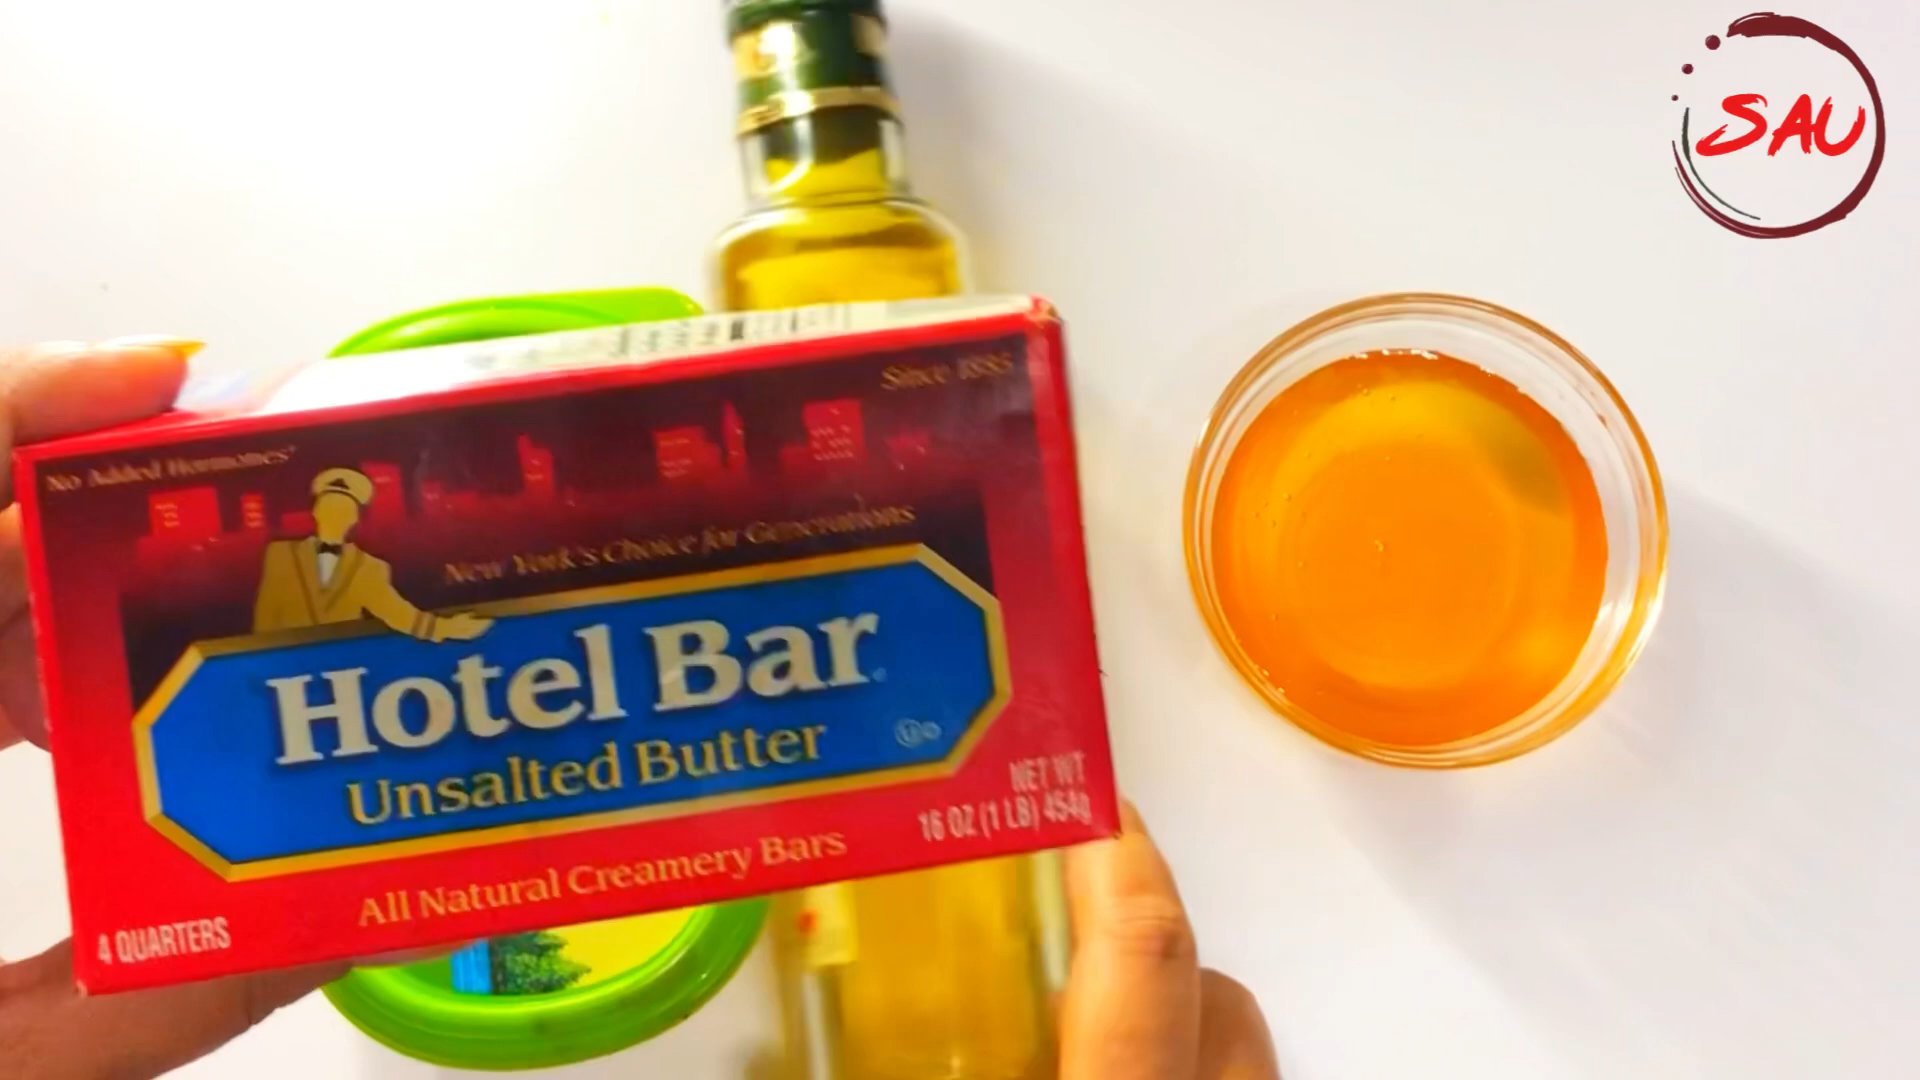 SAU
Since 1885
No Added Hormones*
New York's Choice for Generations
Hotel Bar
Unsalted Butter
NET WT
16 OZ (1 LB) 454g
All Natural Creamery Bars
4 QUARTERS